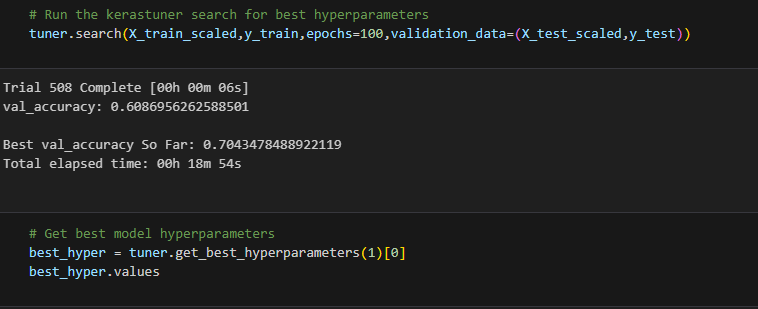 # Run the kerastuner search for best hyperparameters
tuner.search(X_train_scaled,y_train,epochs=100,validation_data=(X_test_scaled,y_test))
Trial 508 Complete [00h 00m 06s]
val_accuracy: 0.6086956262588501
Best val_accuracy So Far: 0.7043478488922119
Total elapsed time: 00h 18m 54s
# Get best model hyperparameters
best_hyper = tuner.get_best_hyperparameters(1)[0]
best_hyper.values